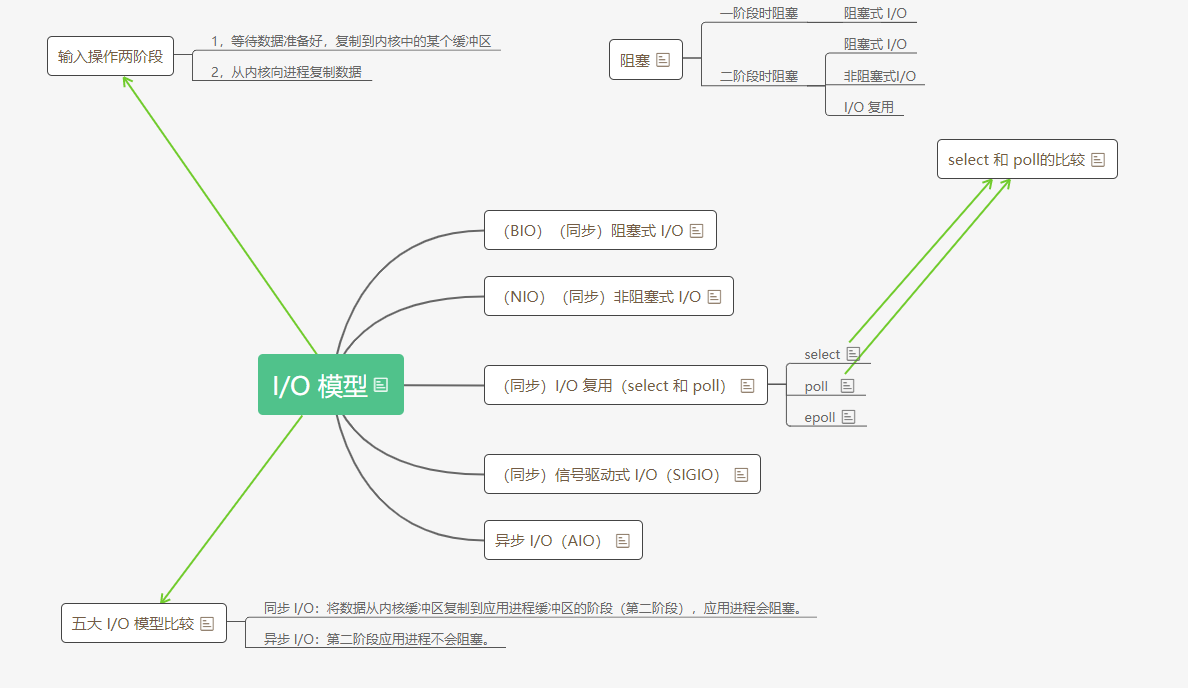 输入操作两阶段
1，等待数据准备好，复制到内核中的某个缓冲区
2，从内核向进程复制数据
阻塞
一阶段时阻塞
阻塞式 I/O
二阶段时阻塞
阻塞式 I/O
非阻塞式I/O
I/O 复用
select 和 poll的比较
I/O 模型
（BIO）（同步）阻塞式 I/O
（NIO）（同步）非阻塞式 I/O
（同步）I/O 复用（select 和 poll）
select
poll
epoll
（同步）信号驱动式 I/O（SIGIO）
异步 I/O（AIO）
五大 I/O 模型比较
同步 I/O：将数据从内核缓冲区复制到应用进程缓冲区的阶段（第二阶段），应用进程会阻塞。
异步 I/O：第二阶段应用进程不会阻塞。